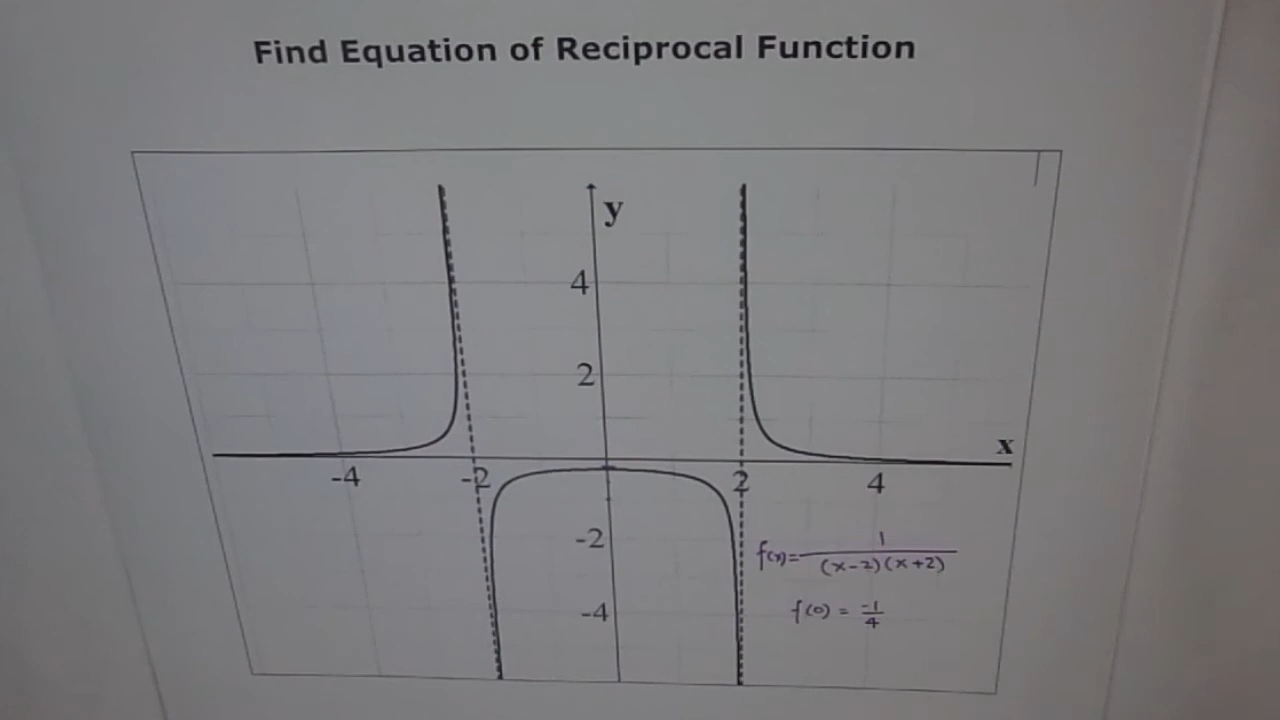 Find Equation of Reciprocal Function
y
4
2
x
-4 -2 2 4
-2
f(x)= 1/((x-2)(x+2))
-4
f(0) = -1/4